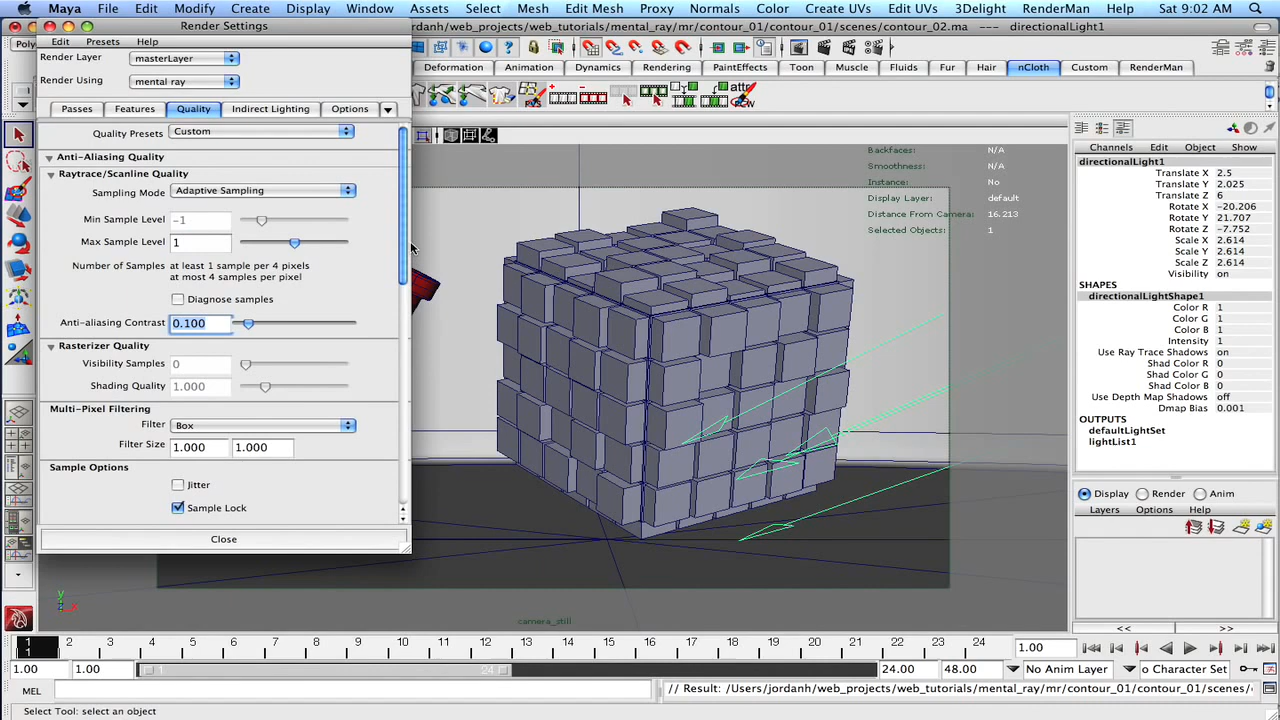 Maya File Edit Modify Create Display Window Assets Select Mesh Edit Mesh Proxy Normals Color Create UVs Edit UVs 3Delight RenderMan Sat 9:02 AM
Render Settings
jordanh/web_projects/web_tutorials/mental_ray/mr/contour_01/scenes/contour_02.ma --- directionalLight1
Edit Presets Help
Poly
Render Layer masterLayer
Render Using mental ray
Deformation Animation Dynamics Rendering PaintEffects Toon Muscle Fluids Fur Hair nCloth Custom RenderMan
Passes Features Quality Indirect Lighting Options
Quality Presets Custom
Anti-Aliasing Quality
Raytrace/Scanline Quality
Sampling Mode Adaptive Sampling
Min Sample Level -1
Max Sample Level 1
Number of Samples at least 1 sample per 4 pixels
at most 4 samples per pixel
Diagnose samples
Anti-aliasing Contrast 0.100
Rasterizer Quality
Visibility Samples 0
Shading Quality 1.000
Multi-Pixel Filtering
Filter Box
Filter Size 1.000 1.000
Sample Options
Jitter
Sample Lock
Close
Backfaces: N/A
Smoothness: N/A
Instance: No
Display Layer: default
Distance From Camera: 16.213
Selected Objects: 1
camera_still
y
z x
Channels Edit Object Show
directionalLight1
Translate X 2.5
Translate Y 2.025
Translate Z 6
Rotate X -20.206
Rotate Y 21.707
Rotate Z -7.752
Scale X 2.614
Scale Y 2.614
Scale Z 2.614
Visibility on
SHAPES
directionalLightShape1
Color R 1
Color G 1
Color B 1
Intensity 1
Use Ray Trace Shadows on
Shad Color R 0
Shad Color G 0
Shad Color B 0
Use Depth Map Shadows off
Dmap Bias 0.001
OUTPUTS
defaultLightSet
lightList1
Display Render Anim
Layers Options Help
<< >>
1 2 3 4 5 6 7 8 9 10 11 12 13 14 15 16 17 18 19 20 21 22 23 24 1.00
1
1.00 1.00 1 24 24.00 48.00 No Anim Layer o Character Set
MEL // Result: /Users/jordanh/web_projects/web_tutorials/mental_ray/mr/contour_01/contour_01/scenes/
Select Tool: select an object